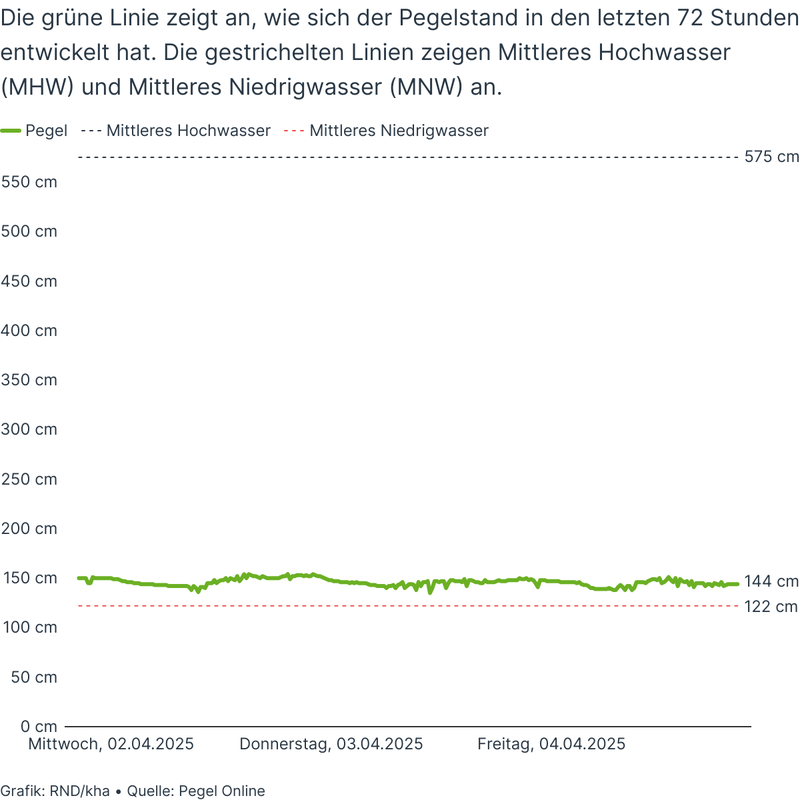 Die grüne Linie zeigt an, wie sich der Pegelstand in den letzten 72 Stunden
entwickelt hat. Die gestrichelten Linien zeigen Mittleres Hochwasser
(MHW) und Mittleres Niedrigwasser (MNW) an.
Pegel Mittleres Hochwasser Mittleres Niedrigwasser
575 cm
550 cm
500 cm
450 cm
400 cm
350 cm
300 cm
250 cm
200 cm
150 cm
144 cm
122 cm
100 cm
50 cm
0 cm
Mittwoch, 02.04.2025 Donnerstag, 03.04.2025 Freitag, 04.04.2025
Grafik: RND/kha • Quelle: Pegel Online